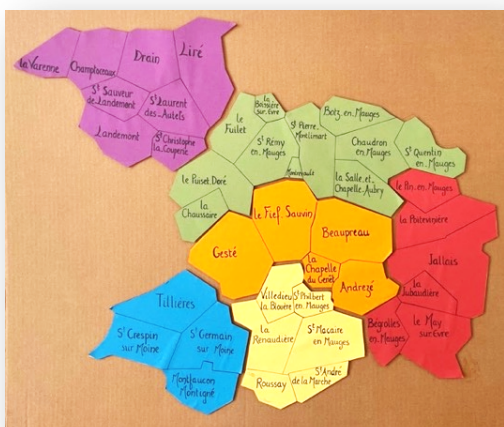 la Varenne
Champtoceaux
Drain
Liré
St Sauveur
de Landemont
St Laurent
des-Autels
Landemont
St Christophe
la Couperie
la
Boissière
sur-Evre
le
Fuilet
St Rémy
en-Mauges
St Pierre-
Montlimart
Botz-en-Mauges
Chaudron
en-Mauges
St Quentin
en-Mauges
Montrevault
la Salle-et-
Chapelle-Aubry
le Puiset-Doré
la
Chaussaire
le Pin-en-Mauges
la Poitevinière
Jallais
la
Jubaudière
le May
sur-Evre
Bégrolles
en-Mauges
le Fief-Sauvin
Beaupreau
Gesté
la
Chapelle
du Genêt
Andrezé
Villedieu
la Blouère
St Philbert
en-Mauges
la
Renaudière
St Macaire
en-Mauges
Roussay
St André
de la Marche
Tillières
St Crespin
sur Moine
St Germain
sur Moine
Montfaucon
Montigné